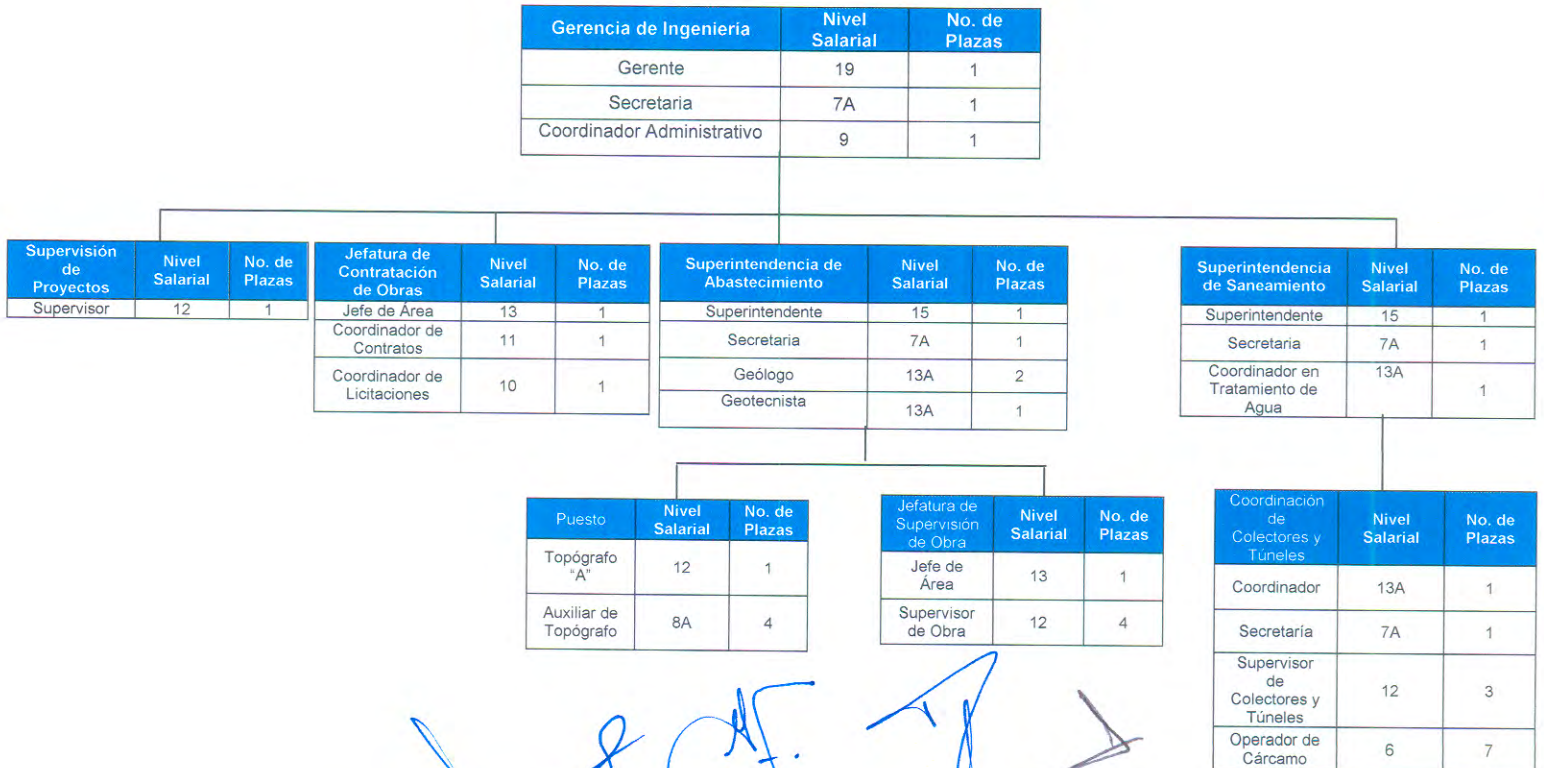 Gerencia de Ingeniería Nivel Salarial No. de Plazas
Gerente 19 1
Secretaria 7A 1
Coordinador Administrativo 9 1
Supervisión de Proyectos Nivel Salarial No. de Plazas
Supervisor 12 1
Jefatura de Contratación de Obras Nivel Salarial No. de Plazas
Jefe de Área 13 1
Coordinador de Contratos 11 1
Coordinador de Licitaciones 10 1
Superintendencia de Abastecimiento Nivel Salarial No. de Plazas
Superintendente 15 1
Secretaria 7A 1
Geólogo 13A 2
Geotecnista 13A 1
Superintendencia de Saneamiento Nivel Salarial No. de Plazas
Superintendente 15 1
Secretaria 7A 1
Coordinador en Tratamiento de Agua 13A 1
Puesto Nivel Salarial No. de Plazas
Topógrafo "A" 12 1
Auxiliar de Topógrafo 8A 4
Jefatura de Supervisión de Obra Nivel Salarial No. de Plazas
Jefe de Área 13 1
Supervisor de Obra 12 4
Coordinación de Colectores y Túneles Nivel Salarial No. de Plazas
Coordinador 13A 1
Secretaría 7A 1
Supervisor de Colectores y Túneles 12 3
Operador de Cárcamo 6 7